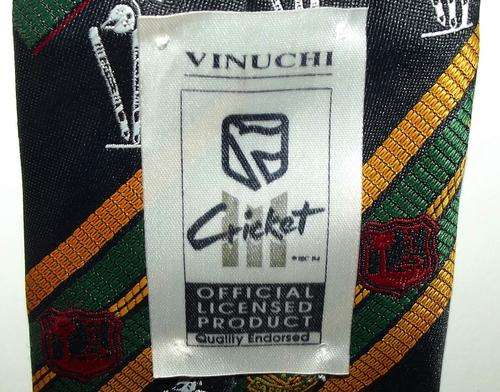 VINUCHI
Cricket
OFFICIAL
LICENSED
PRODUCT
Quality Endorsed